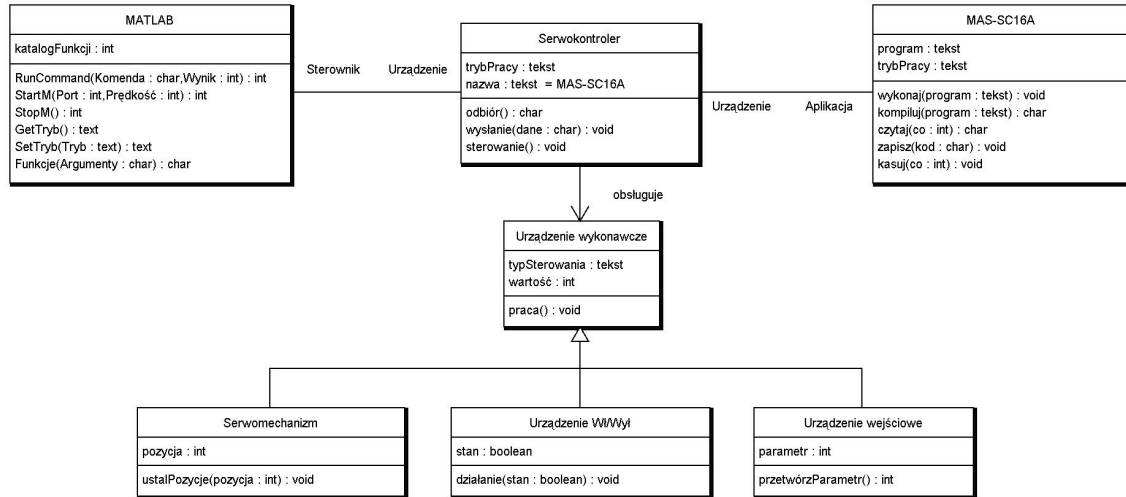 MATLAB
katalogFunkcji : int
RunCommand(Komenda : char,Wynik : int) : int
StartM(Port : int,Prędkość : int) : int
StopM() : int
GetTryb() : text
SetTryb(Tryb : text) : text
Funkcje(Argumenty : char) : char
Sterownik
Urządzenie
Serwokontroler
trybPracy : tekst
nazwa : tekst = MAS-SC16A
odbiór() : char
wysłanie(dane : char) : void
sterowanie() : void
Urządzenie
Aplikacja
MAS-SC16A
program : tekst
trybPracy : tekst
wykonaj(program : tekst) : void
kompiluj(program : tekst) : char
czytaj(co : int) : char
zapisz(kod : char) : void
kasuj(co : int) : void
obsługuje
Urządzenie wykonawcze
typSterowania : tekst
wartość : int
praca() : void
Serwomechanizm
pozycja : int
ustalPozycje(pozycja : int) : void
Urządzenie Wł/Wył
stan : boolean
działanie(stan : boolean) : void
Urządzenie wejściowe
parametr : int
przetwórzParametr() : int